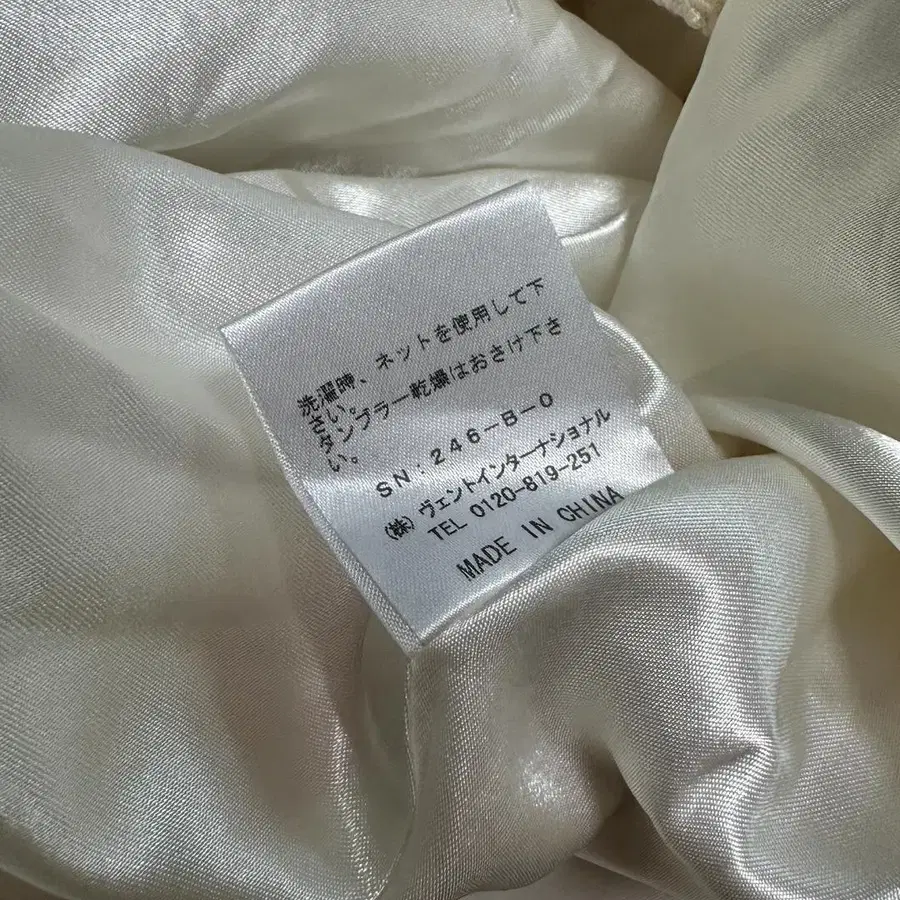 洗濯時、ネットを使用して下
さい。
タンブラー乾燥はおさけ下さ
い。
SN:246-B-0
(株)ヴェントインターナショナル
TEL 0120-819-251
MADE IN CHINA